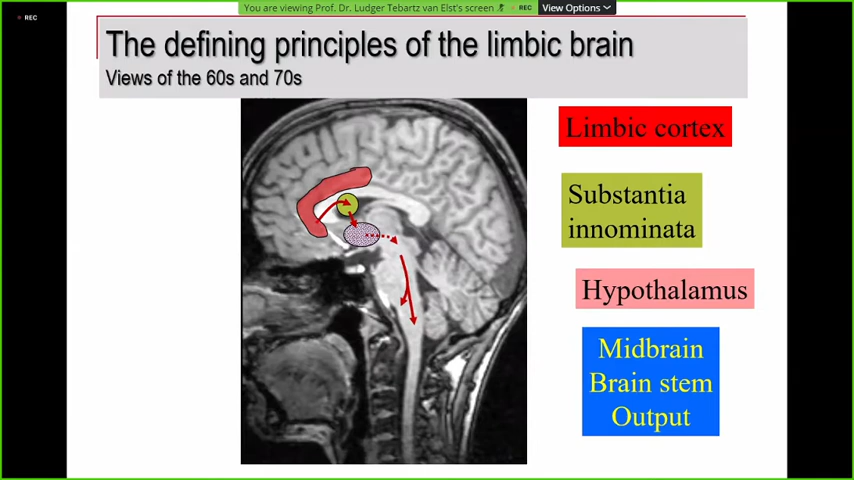 REC
You are viewing Prof. Dr. Ludger Tebartz van Elst's screen
REC
View Options
The defining principles of the limbic brain
Views of the 60s and 70s
Limbic cortex
Substantia
innominata
Hypothalamus
Midbrain
Brain stem
Output